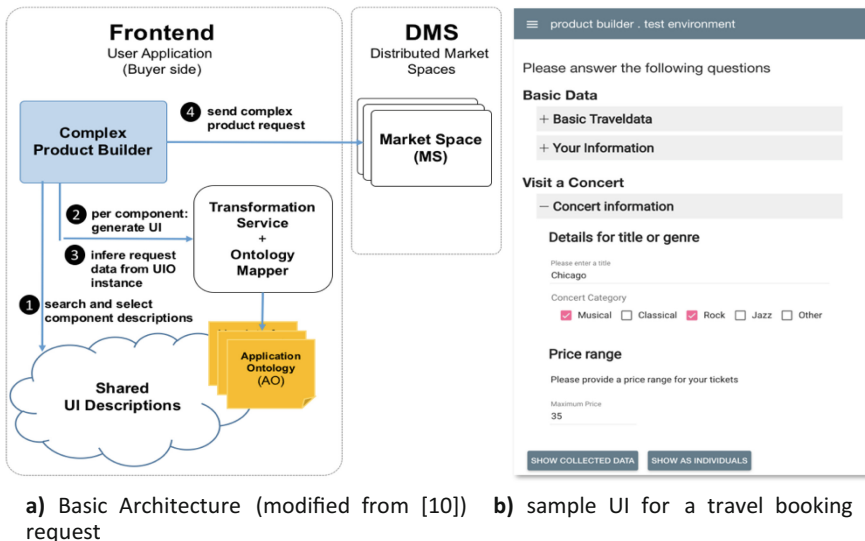 Frontend
User Application
(Buyer side)
DMS
Distributed Market
Spaces
Complex
Product Builder
4 send complex
product request
Market Space
(MS)
2 per component:
generate UI
3 infere request
data from UIO
instance
Transformation
Service
+
Ontology
Mapper
1 search and select
component descriptions
Application
Ontology
(AO)
Shared
UI Descriptions
product builder . test environment
Please answer the following questions
Basic Data
+ Basic Traveldata
+ Your Information
Visit a Concert
– Concert information
Details for title or genre
Please enter a title
Chicago
Concert Category
Musical Classical Rock Jazz Other
Price range
Please provide a price range for your tickets
Maximum Price
35
SHOW COLLECTED DATA SHOW AS INDIVIDUALS
a) Basic Architecture (modified from [10]) b) sample UI for a travel booking
request